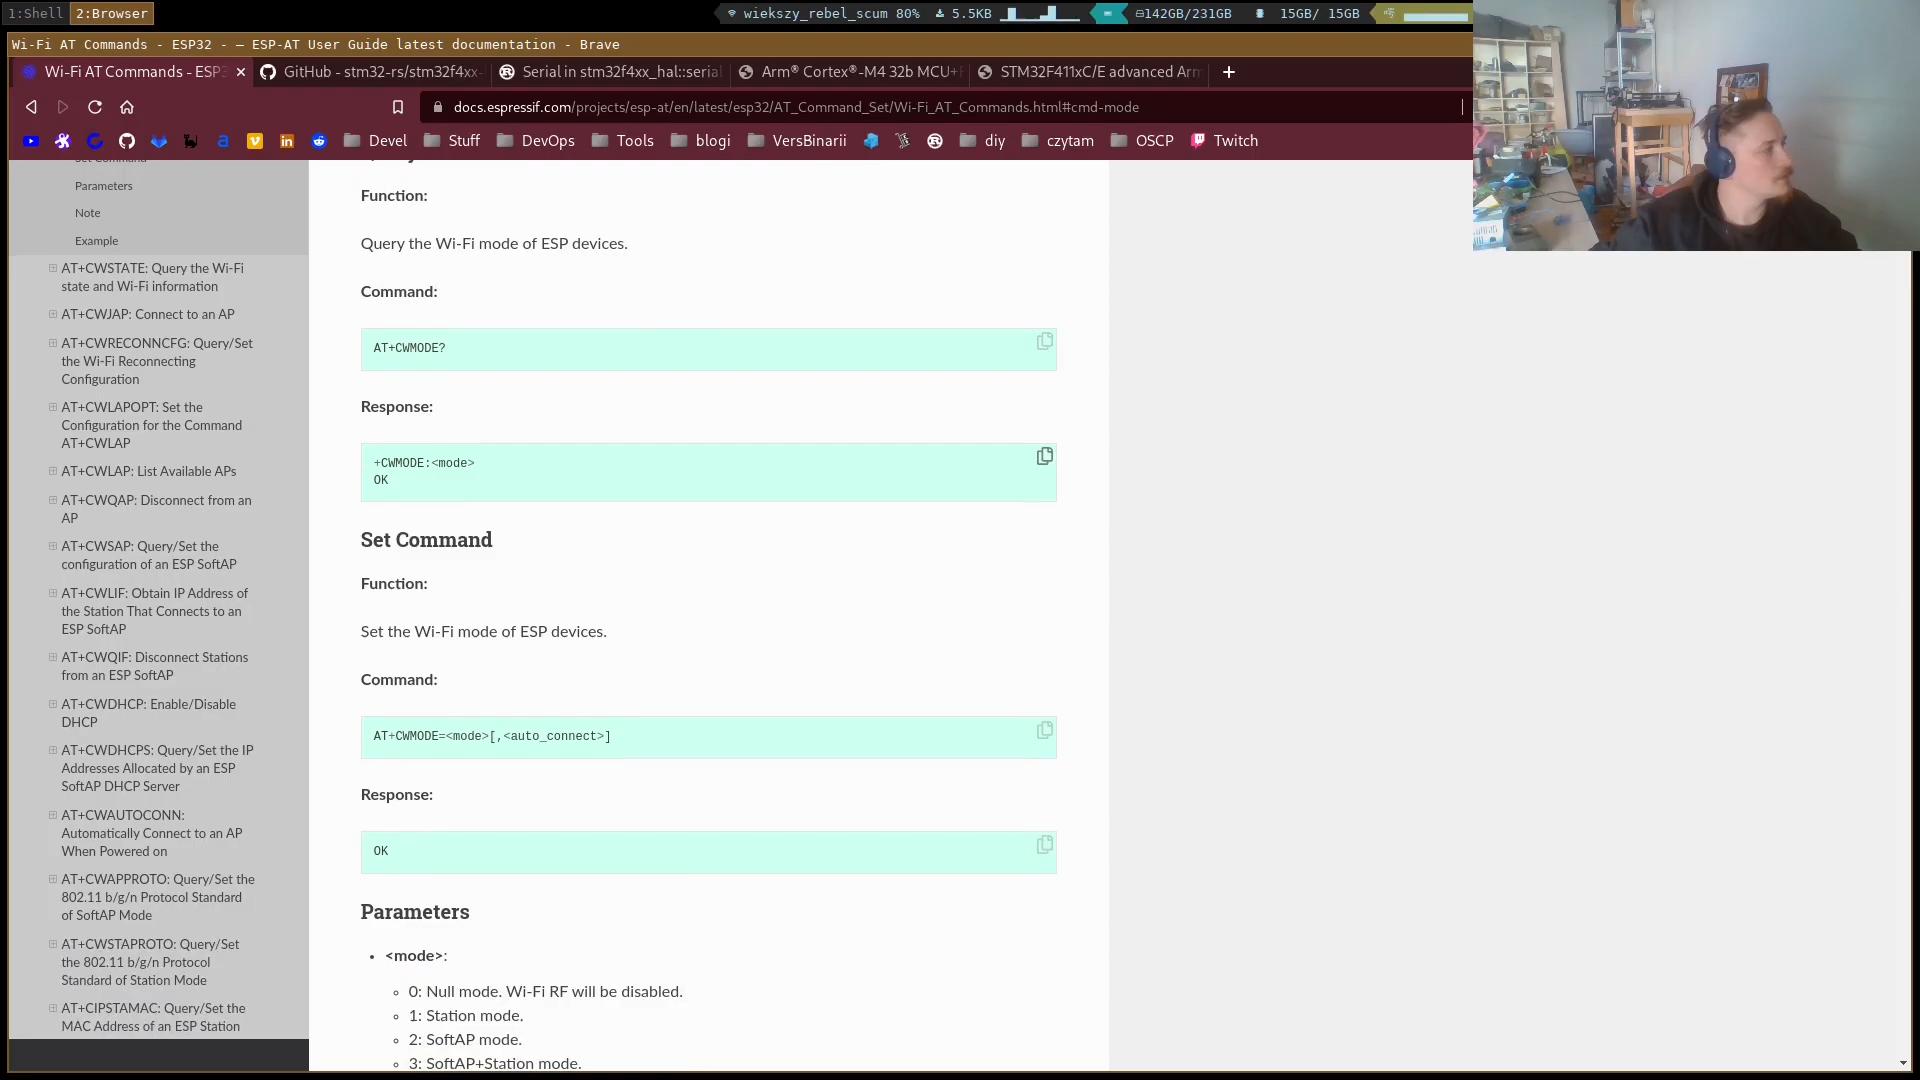 1:Shell 2:Browser
wiekszy_rebel_scum 80% 5.5KB 142GB/231GB 15GB/ 15GB
Wi-Fi AT Commands - ESP32 - — ESP-AT User Guide latest documentation - Brave
Wi-Fi AT Commands - ESP3 GitHub - stm32-rs/stm32f4xx- Serial in stm32f4xx_hal::serial Arm® Cortex®-M4 32b MCU+F STM32F411xC/E advanced Arm
docs.espressif.com/projects/esp-at/en/latest/esp32/AT_Command_Set/Wi-Fi_AT_Commands.html#cmd-mode
Devel Stuff DevOps Tools blogi VersBinarii diy czytam OSCP Twitch
Set Command
Parameters
Note
Example
AT+CWSTATE: Query the Wi-Fi
state and Wi-Fi information
AT+CWJAP: Connect to an AP
AT+CWRECONNCFG: Query/Set
the Wi-Fi Reconnecting
Configuration
AT+CWLAPOPT: Set the
Configuration for the Command
AT+CWLAP
AT+CWLAP: List Available APs
AT+CWQAP: Disconnect from an
AP
AT+CWSAP: Query/Set the
configuration of an ESP SoftAP
AT+CWLIF: Obtain IP Address of
the Station That Connects to an
ESP SoftAP
AT+CWQIF: Disconnect Stations
from an ESP SoftAP
AT+CWDHCP: Enable/Disable
DHCP
AT+CWDHCPS: Query/Set the IP
Addresses Allocated by an ESP
SoftAP DHCP Server
AT+CWAUTOCONN:
Automatically Connect to an AP
When Powered on
AT+CWAPPROTO: Query/Set the
802.11 b/g/n Protocol Standard
of SoftAP Mode
AT+CWSTAPROTO: Query/Set
the 802.11 b/g/n Protocol
Standard of Station Mode
AT+CIPSTAMAC: Query/Set the
MAC Address of an ESP Station
Function:
Query the Wi-Fi mode of ESP devices.
Command:
AT+CWMODE?
Response:
+CWMODE:<mode>
OK
Set Command
Function:
Set the Wi-Fi mode of ESP devices.
Command:
AT+CWMODE=<mode>[,<auto_connect>]
Response:
OK
Parameters
<mode>:
0: Null mode. Wi-Fi RF will be disabled.
1: Station mode.
2: SoftAP mode.
3: SoftAP+Station mode.